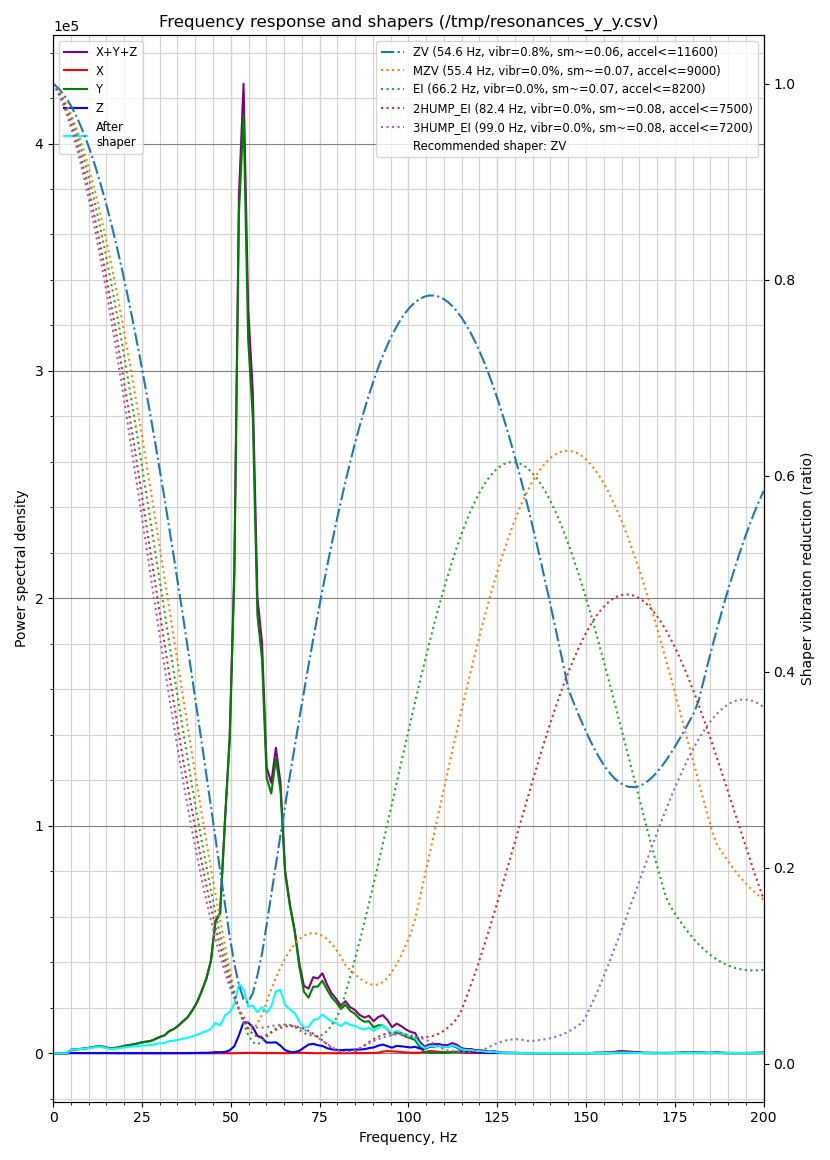 Frequency response and shapers (/tmp/resonances_y_y.csv)
1e5
X+Y+Z
X
Y
Z
After
shaper
ZV (54.6 Hz, vibr=0.8%, sm~=0.06, accel<=11600)
MZV (55.4 Hz, vibr=0.0%, sm~=0.07, accel<=9000)
EI (66.2 Hz, vibr=0.0%, sm~=0.07, accel<=8200)
2HUMP_EI (82.4 Hz, vibr=0.0%, sm~=0.08, accel<=7500)
3HUMP_EI (99.0 Hz, vibr=0.0%, sm~=0.08, accel<=7200)
Recommended shaper: ZV
4
3
2
1
0
Power spectral density
1.0
0.8
0.6
0.4
0.2
0.0
Shaper vibration reduction (ratio)
0 25 50 75 100 125 150 175 200
Frequency, Hz